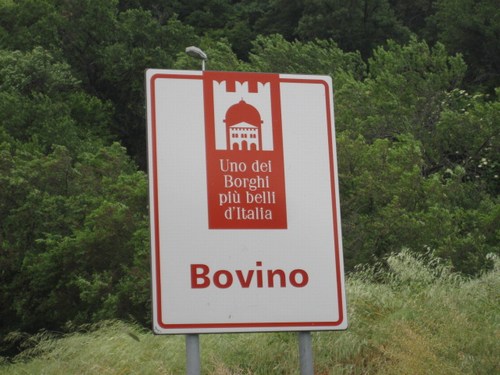 Uno dei
Borghi
più belli
d'Italia
Bovino